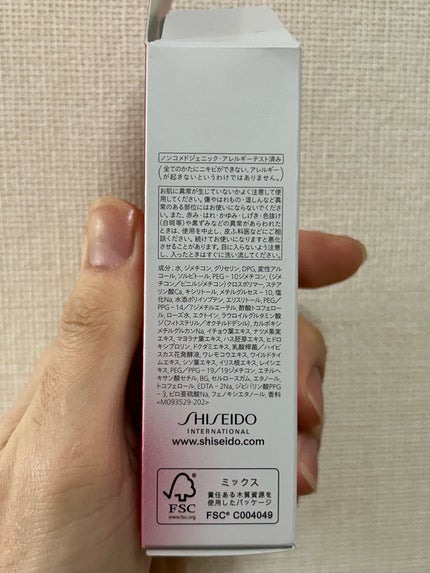 ノンコメドジェニック・アレルギーテスト済み
(全てのかたにニキビができない、アレルギー
が起きないというわけではありません。)
お肌に異常が生じていないかよく注意して使
用してください。傷やはれもの・湿しんなど異
常のある部位にはお使いにならないでくださ
い。また、赤み・はれ・かゆみ・しげき・色抜け
(白斑等)や黒ずみなどの異常があらわれた
ときは、使用を中止し、皮ふ科医などにご相
談ください。続けてお使いになりますと悪化
させることがあります。目に入らないよう注意
し、入ったときはすぐに洗い流してください。
成分:水,ジメチコン,グリセリン,DPG,変性アル
コール,ソルビトール,PEG-10ジメチコン,(ジメ
チコン/ビニルジメチコン)クロスポリマー,ステア
リン酸Ca,キシリトール,メチルグルセス-10,塩
化Na,水添ポリイソブテン,エリスリトール,PEG/
PPG-14/7ジメチルエーテル,酢酸トコフェロー
ル,ローズ水,エクトイン,ラウロイルグルタミン酸
ジ(フィトステリル/オクチルドデシル),カルボキシ
メチルグルカンNa,イチョウ葉エキス,ナツメ果実
エキス,マヨラナ葉エキス,ハス胚芽エキス,ヒドロ
キシプロリン,ドクダミエキス,乳酸桿菌/ハイビ
スカス花発酵液,ワレモコウエキス,ワイルドタイ
ムエキス,シソ葉エキス,イリス根エキス,レイシエ
キス,PEG/PPG-19/19ジメチコン,エチルヘ
キサン酸セチル,BG,セルロースガム,エタノール,
トコフェロール,EDTA-2Na,ジピバリン酸PPG
-3,ピロ亜硫酸Na,フェノキシエタノール,香料
<M093529-202>
SHISEIDO
INTERNATIONAL
www.shiseido.com
FSC
www.fsc.org
ミックス
責任ある木質資源を
使用したパッケージ
FSC® C004049